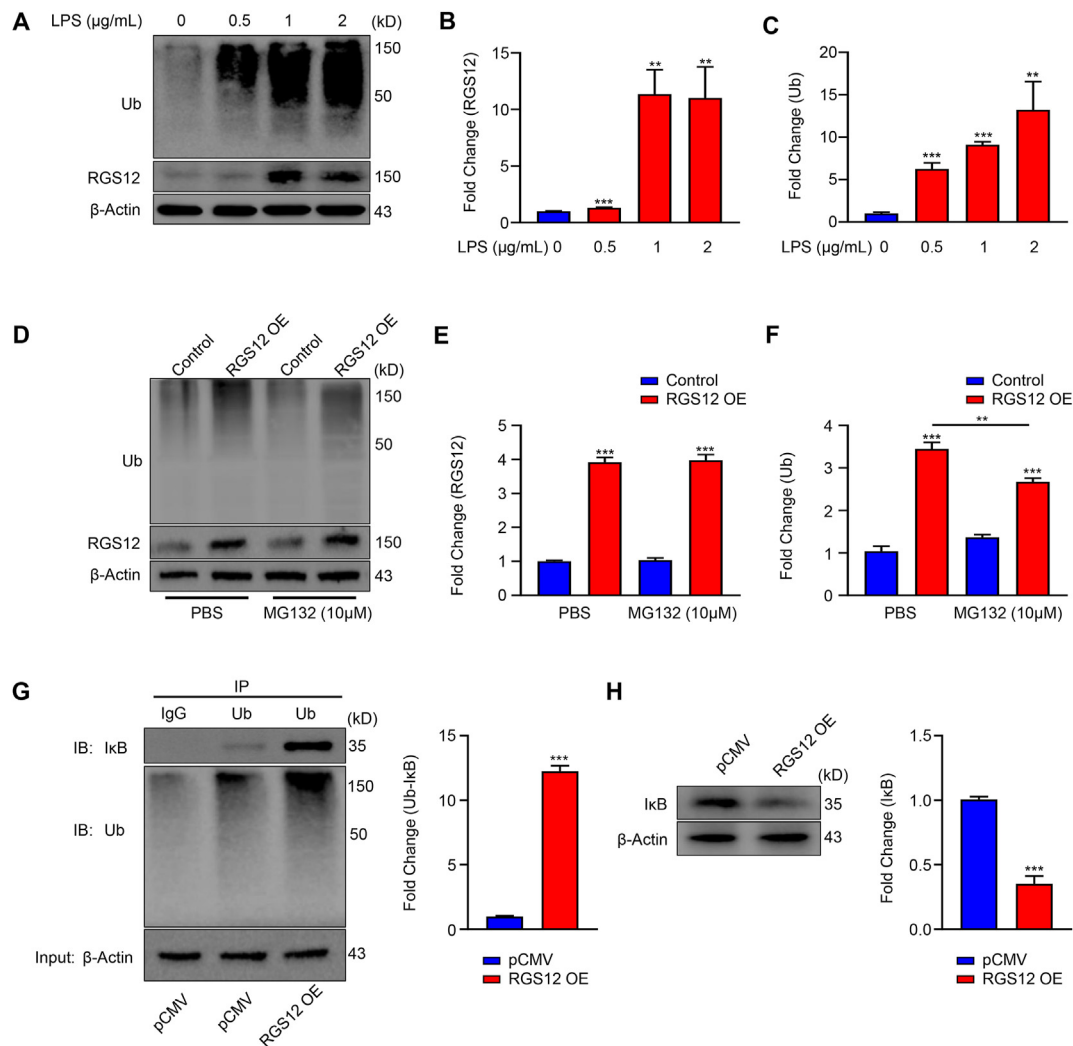 A
LPS (μg/mL) 0 0.5 1 2 (kD)
Ub
150
50
RGS12 150
β-Actin 43
B
Fold Change (RGS12)
15
10
5
0
*** ** **
LPS (μg/mL) 0 0.5 1 2
C
Fold Change (Ub)
20
15
10
5
0
*** *** **
LPS (μg/mL) 0 0.5 1 2
D
Control RGS12 OE Control RGS12 OE (kD)
Ub
150
50
RGS12 150
β-Actin 43
PBS MG132 (10μM)
E
Control
RGS12 OE
Fold Change (RGS12)
5
4
3
2
1
0
*** ***
PBS MG132 (10μM)
F
Control
RGS12 OE
Fold Change (Ub)
4
3
2
1
0
*** ** ***
PBS MG132 (10μM)
G
IP
IgG Ub Ub (kD)
IB: IκB 35
IB: Ub
150
50
Input: β-Actin 43
pCMV pCMV RGS12 OE
Fold Change (Ub-IκB)
15
10
5
0
***
pCMV
RGS12 OE
H
pCMV RGS12 OE (kD)
IκB 35
β-Actin 43
Fold Change (IκB)
1.5
1.0
0.5
0.0
***
pCMV
RGS12 OE